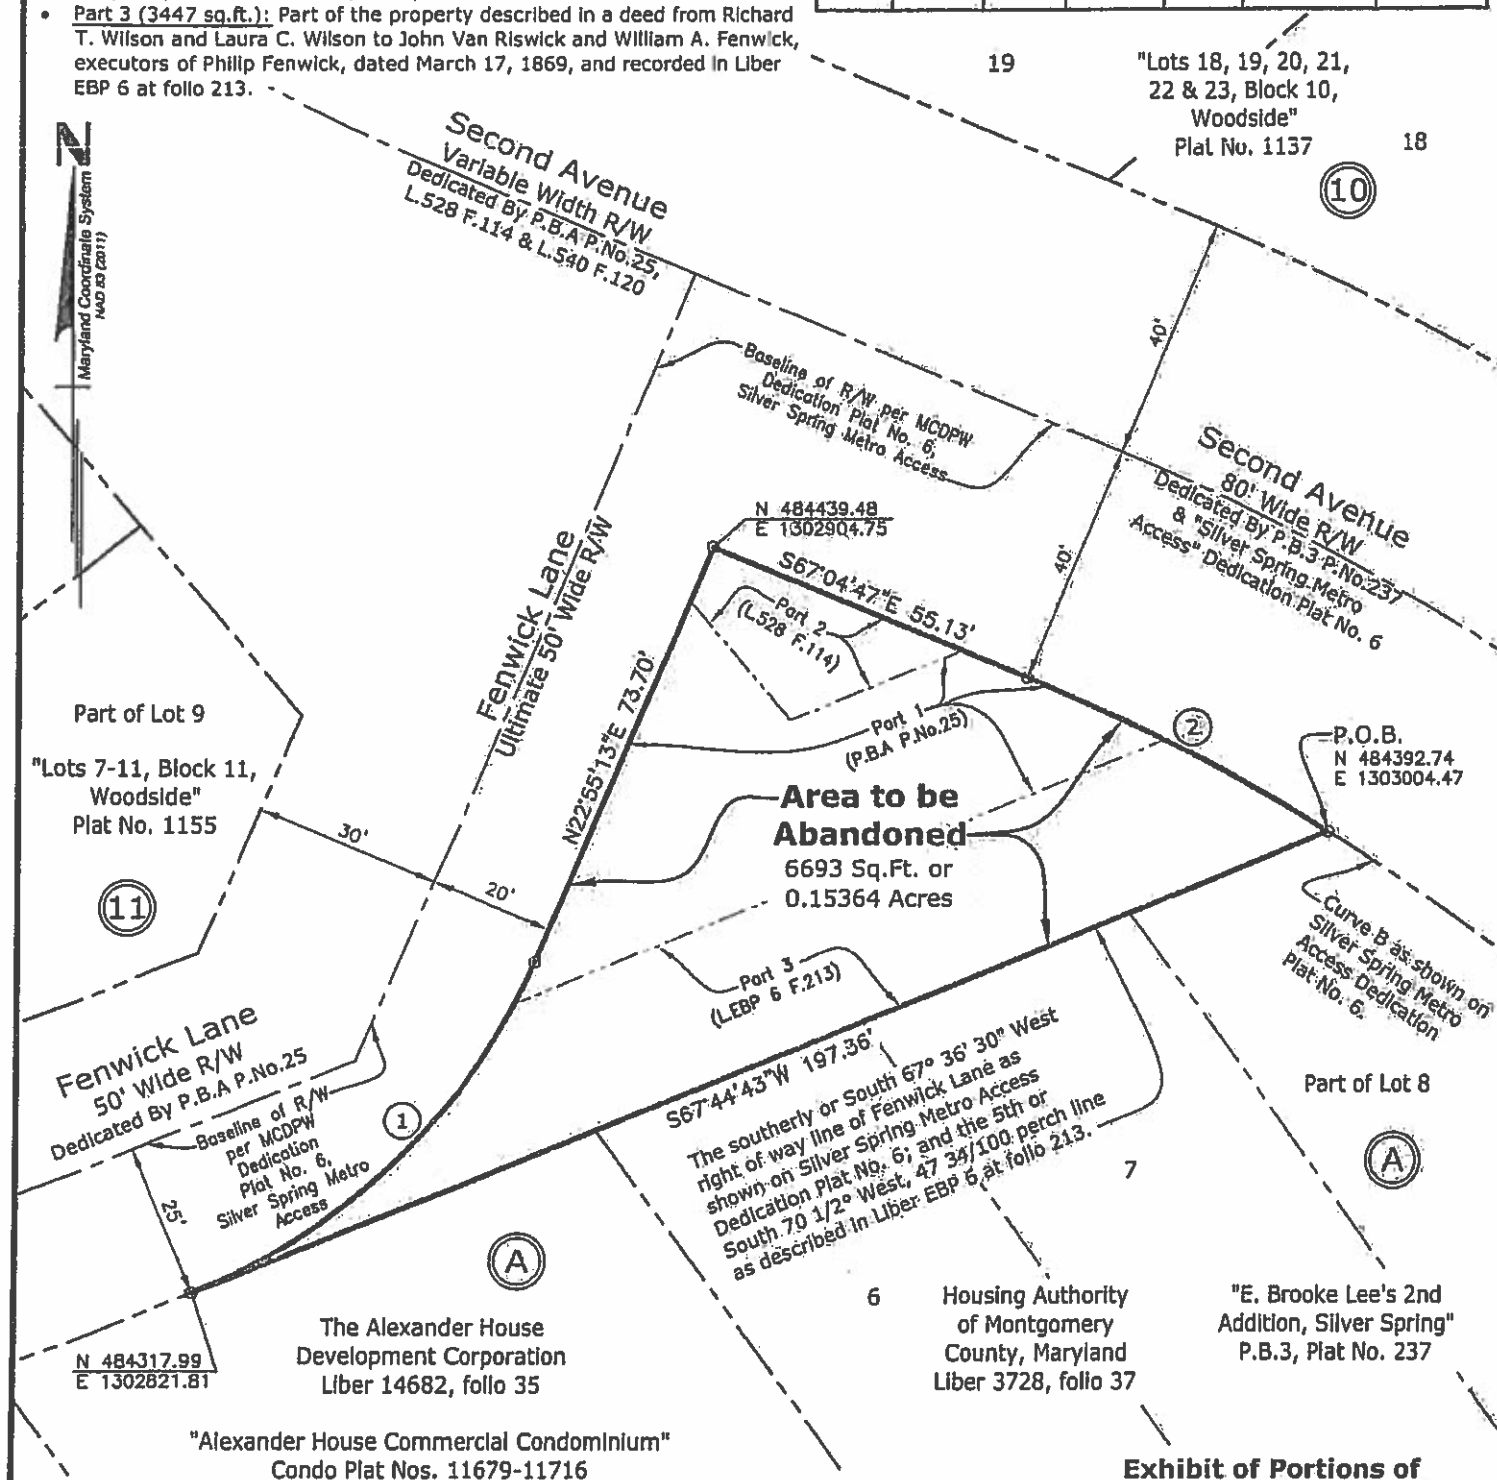 • Part 3 (3447 sq.ft.): Part of the property described in a deed from Richard
T. Wilson and Laura C. Wilson to John Van Riswick and William A. Fenwick,
executors of Philip Fenwick, dated March 17, 1869, and recorded in Liber
EBP 6 at folio 213.
19
"Lots 18, 19, 20, 21,
22 & 23, Block 10,
Woodside"
Plat No. 1137
18
10
N
Maryland Coordinate System
NAD 83 (2011)
Second Avenue
Variable Width R/W
Dedicated By P.B.A P.No.25,
L.528 F.114 & L.540 F.120
40'
Baseline of R/W per MCDPW
Dedication Plat No. 6,
Silver Spring Metro Access
Second Avenue
80' Wide R/W
Dedicated By P.B.3 P.No.237
& "Silver Spring Metro
Access" Dedication Plat No. 6
N 484439.48
E 1302904.75
40'
S67°04'47"E 55.13'
Fenwick Lane
Ultimate 50' Wide R/W
Part 2
(L.528 F.114)
N22°55'13"E 73.70'
Part 1
(P.B.A P.No.25)
2
P.O.B.
N 484392.74
E 1303004.47
Part of Lot 9
"Lots 7-11, Block 11,
Woodside"
Plat No. 1155
30'
20'
11
Area to be
Abandoned
6693 Sq.Ft. or
0.15364 Acres
Curve B as shown on
Silver Spring Metro
Access Dedication
Plat No. 6.
Part 3
(L.EBP 6 F.213)
Fenwick Lane
50' Wide R/W
Dedicated By P.B.A P.No.25
Baseline of R/W
per MCDPW
Dedication
Plat No. 6,
Silver Spring Metro
Access
1
25'
S67°44'43"W 197.36'
The southerly or South 67° 36' 30" West
right of way line of Fenwick Lane as
shown on Silver Spring Metro Access
Dedication Plat No. 6; and the 5th or
South 70 1/2° West, 47 34/100 perch line
as described in Liber EBP 6 at folio 213.
Part of Lot 8
A
7
A
6
N 484317.99
E 1302821.81
The Alexander House
Development Corporation
Liber 14682, folio 35
Housing Authority
of Montgomery
County, Maryland
Liber 3728, folio 37
"E. Brooke Lee's 2nd
Addition, Silver Spring"
P.B.3, Plat No. 237
"Alexander House Commercial Condominium"
Condo Plat Nos. 11679-11716
Exhibit of Portions of